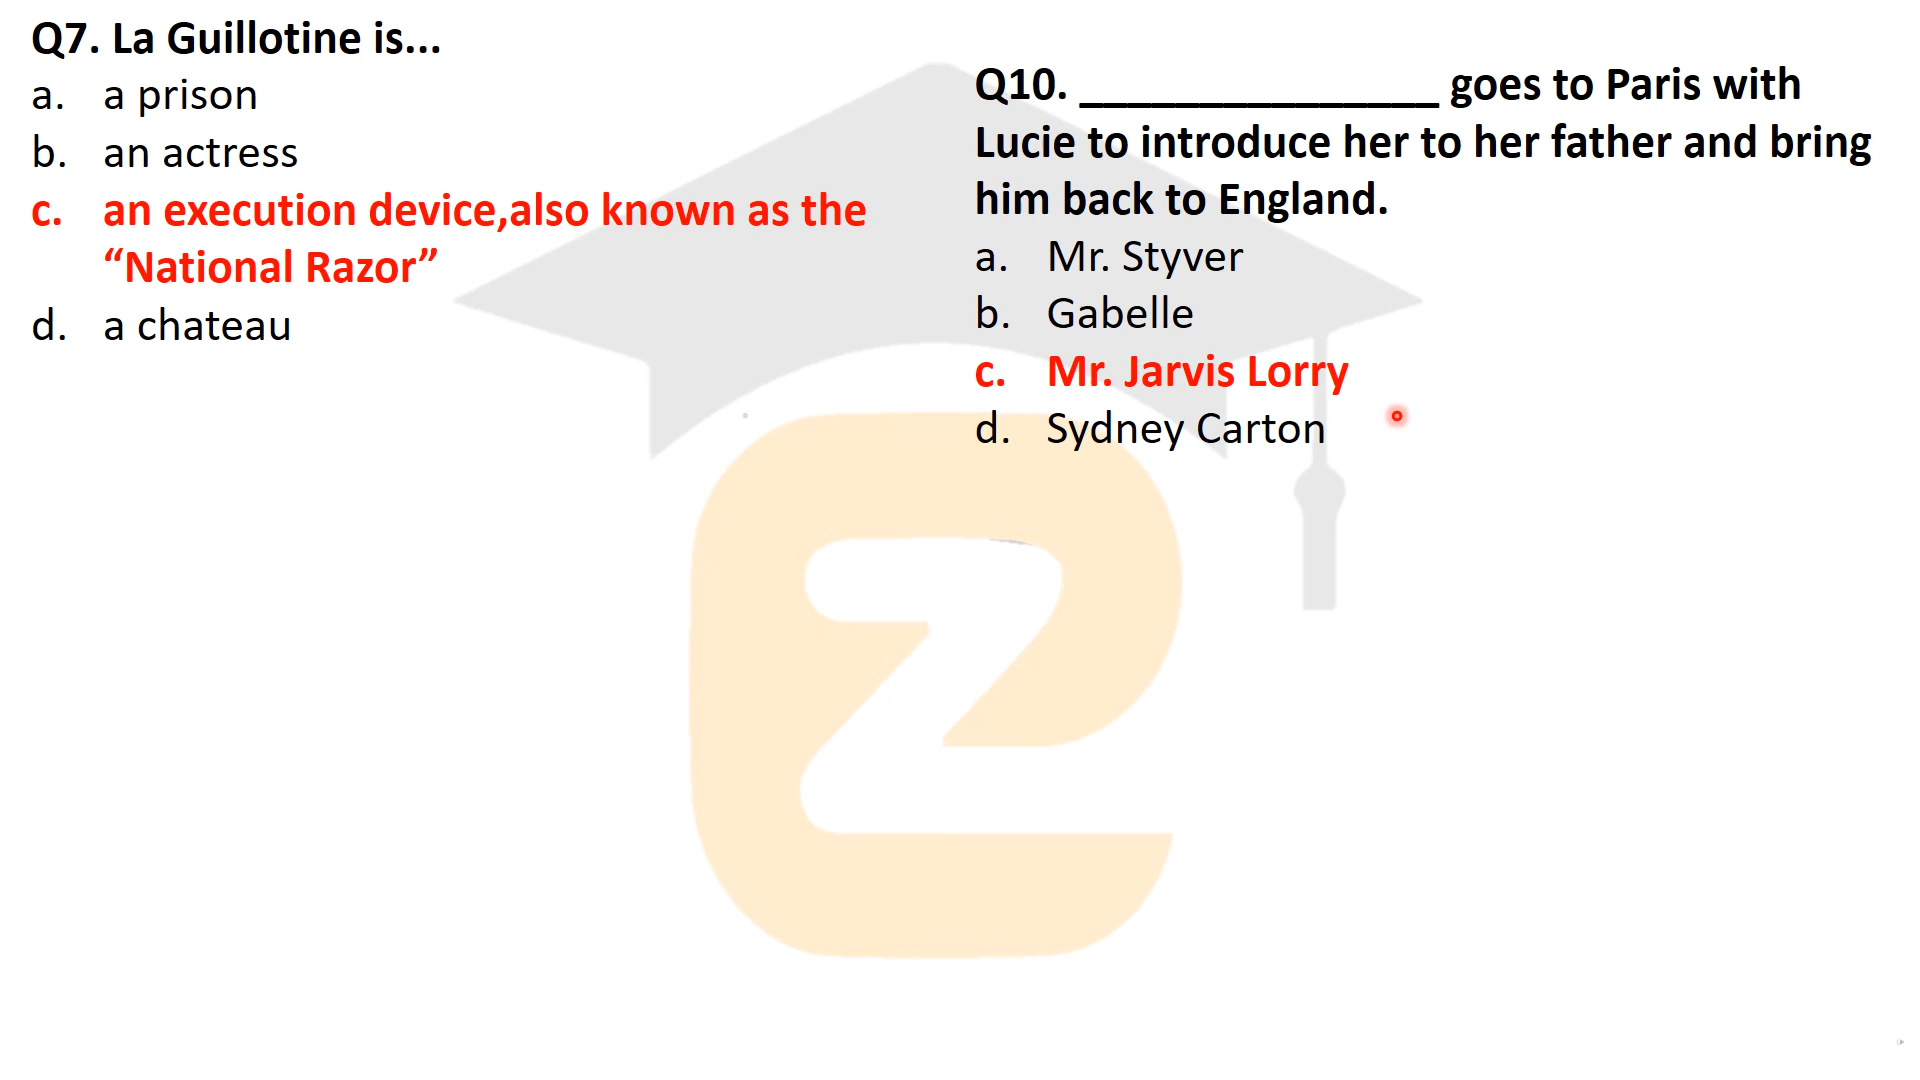 Q7. La Guillotine is...
a. a prison
b. an actress
c. an execution device,also known as the
“National Razor”
d. a chateau
Q10. _______________ goes to Paris with
Lucie to introduce her to her father and bring
him back to England.
a. Mr. Styver
b. Gabelle
c. Mr. Jarvis Lorry
d. Sydney Carton